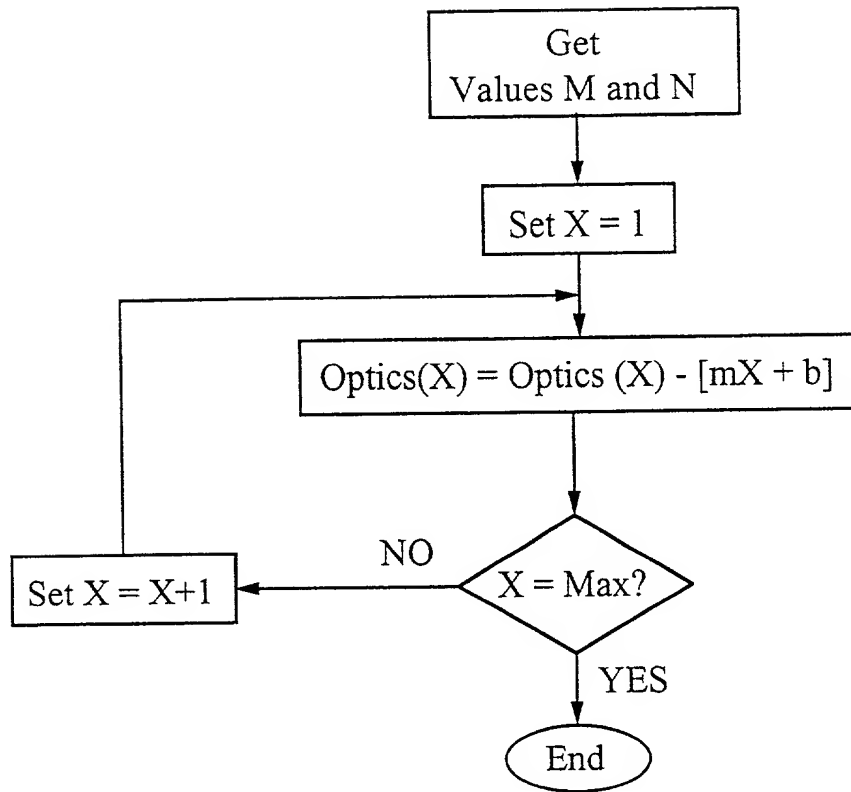 Get
Values M and N
Set X = 1
Optics(X) = Optics (X) - [mX + b]
X = Max?
NO
Set X = X+1
YES
End